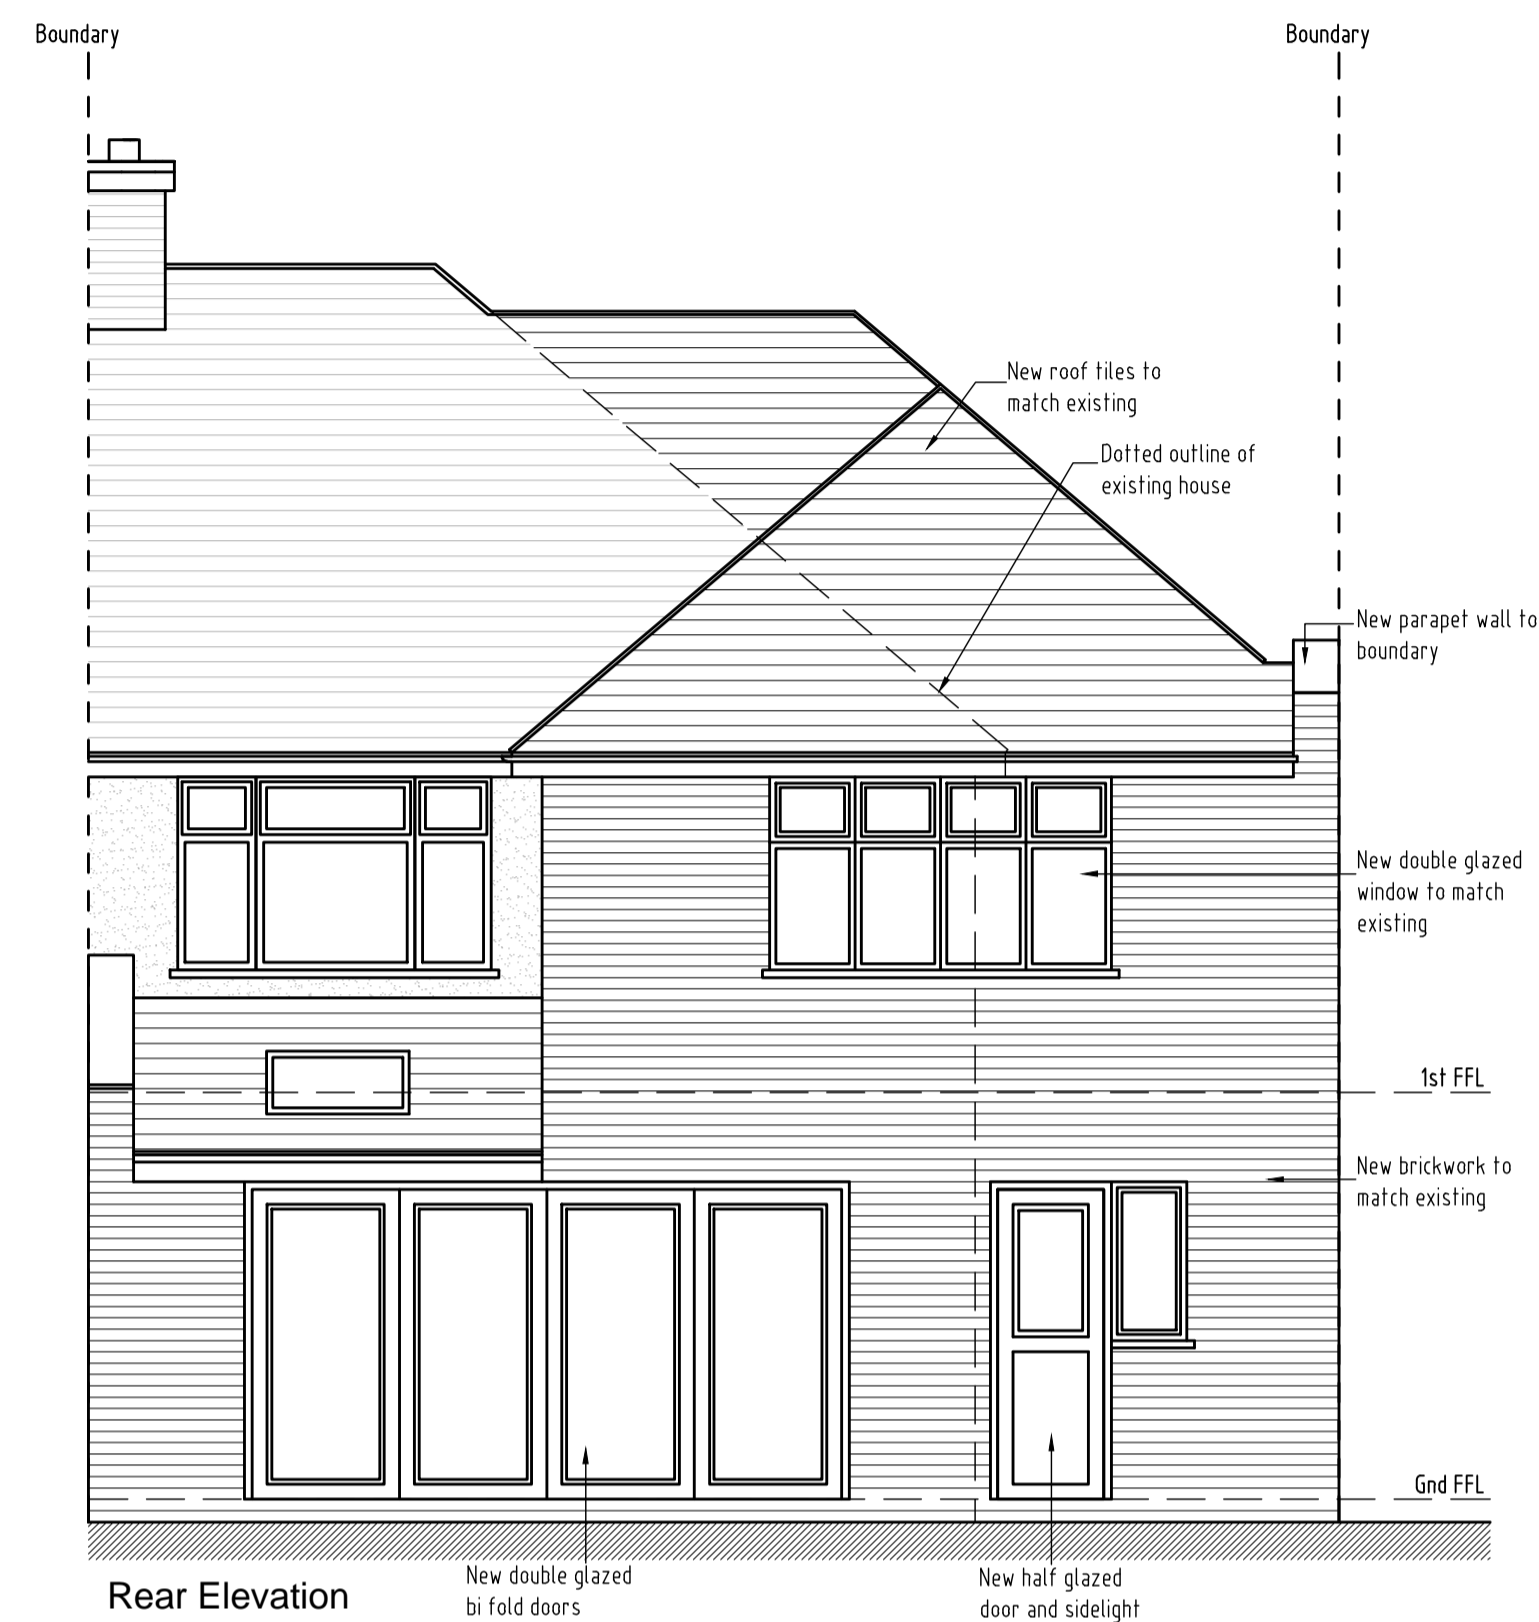 Boundary
Boundary
New roof tiles to
match existing
Dotted outline of
existing house
New parapet wall to
boundary
New double glazed
window to match
existing
1st FFL
New brickwork to
match existing
Gnd FFL
New double glazed
bi fold doors
New half glazed
door and sidelight
Rear Elevation